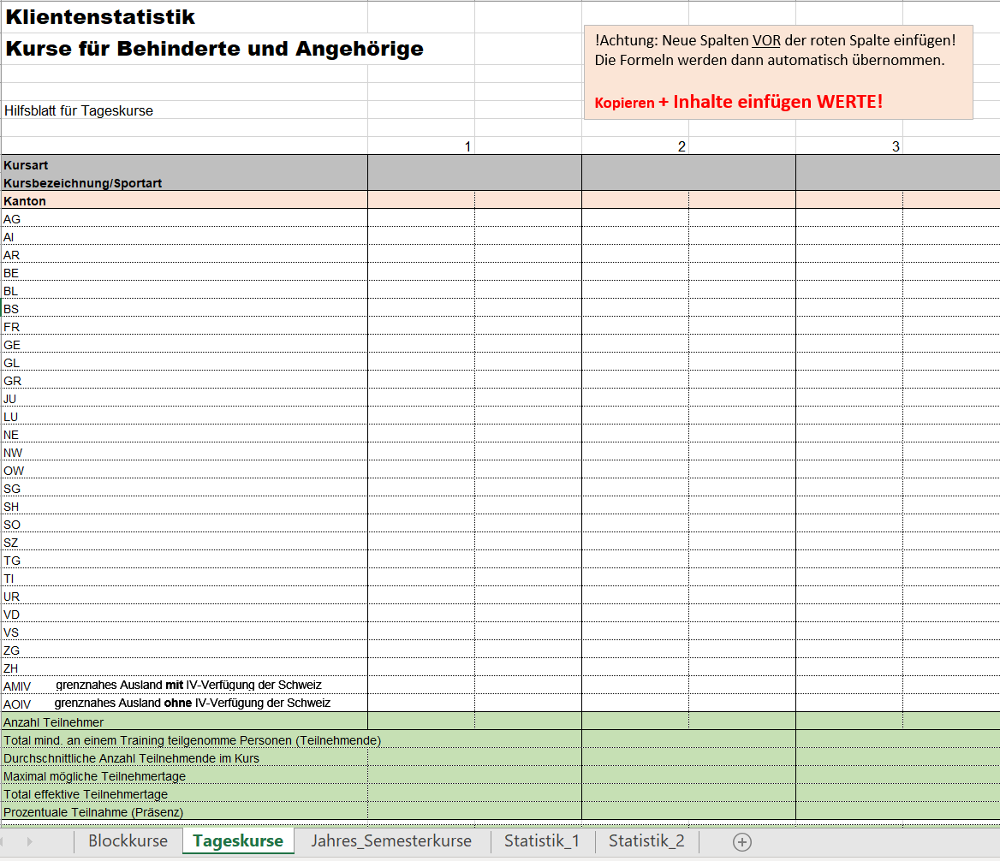 Klientenstatistik
Kurse für Behinderte und Angehörige
!Achtung: Neue Spalten VOR der roten Spalte einfügen!
Die Formeln werden dann automatisch übernommen.
Kopieren + Inhalte einfügen WERTE!
Hilfsblatt für Tageskurse
1 2 3
Kursart
Kursbezeichnung/Sportart
Kanton
AG
AI
AR
BE
BL
BS
FR
GE
GL
GR
JU
LU
NE
NW
OW
SG
SH
SO
SZ
TG
TI
UR
VD
VS
ZG
ZH
AMIV grenznahes Ausland mit IV-Verfügung der Schweiz
AOIV grenznahes Ausland ohne IV-Verfügung der Schweiz
Anzahl Teilnehmer
Total mind. an einem Training teilgenomme Personen (Teilnehmende)
Durchschnittliche Anzahl Teilnehmende im Kurs
Maximal mögliche Teilnehmertage
Total effektive Teilnehmertage
Prozentuale Teilnahme (Präsenz)
Blockkurse Tageskurse Jahres_Semesterkurse Statistik_1 Statistik_2